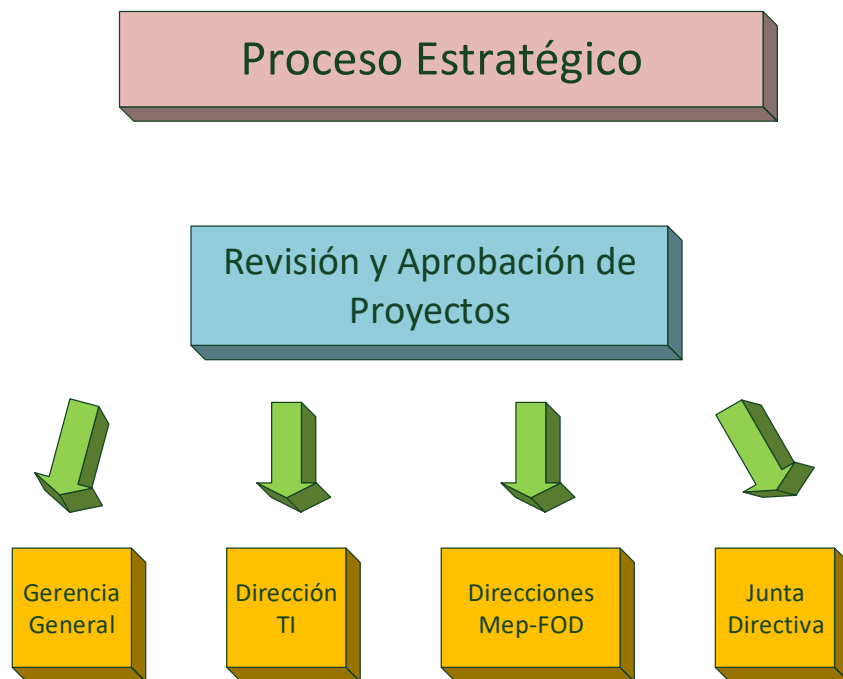 Proceso Estratégico
Revisión y Aprobación de
Proyectos
Gerencia
General
Dirección
TI
Direcciones
Mep-FOD
Junta
Directiva